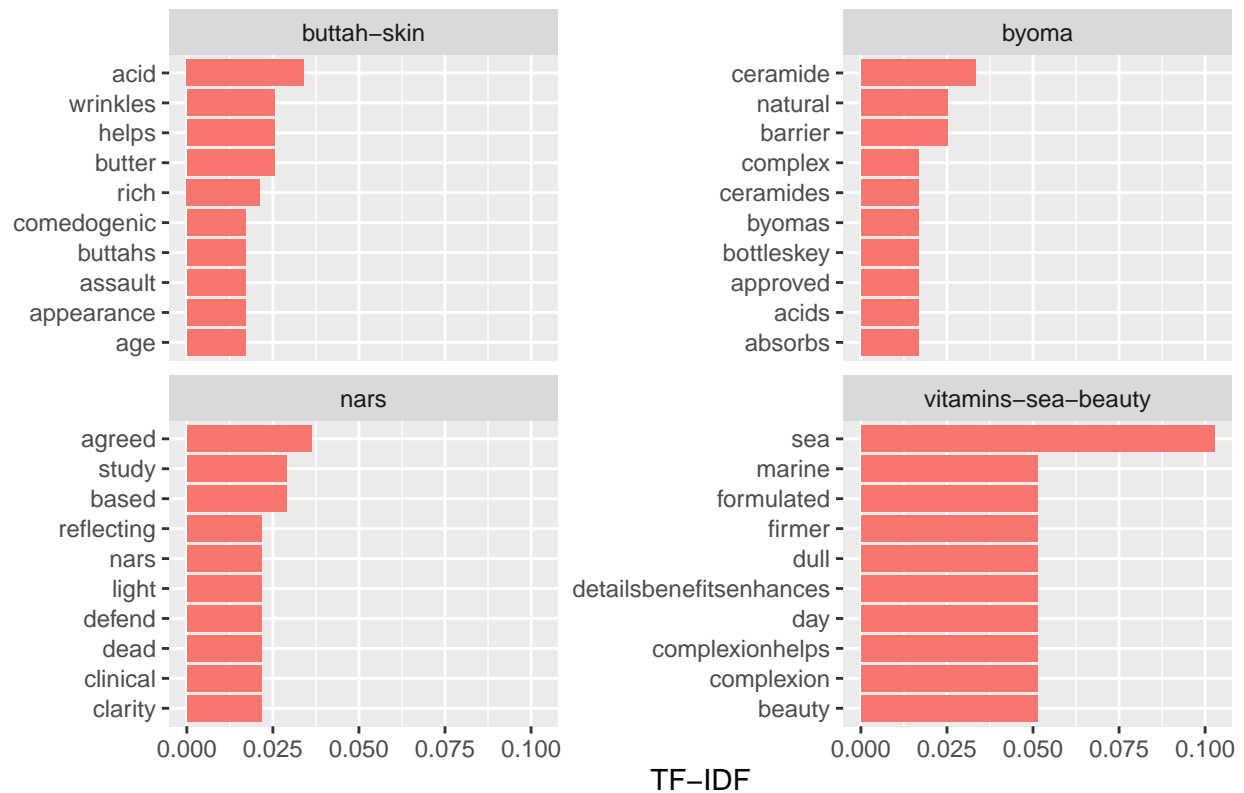 buttah−skin
acid
wrinkles
helps
butter
rich
comedogenic
buttahs
assault
appearance
age
byoma
ceramide
natural
barrier
complex
ceramides
byomas
bottleskey
approved
acids
absorbs
nars
agreed
study
based
reflecting
nars
light
defend
dead
clinical
clarity
0.000 0.025 0.050 0.075 0.100
vitamins−sea−beauty
sea
marine
formulated
firmer
dull
detailsbenefitsenhances
day
complexionhelps
complexion
beauty
0.000 0.025 0.050 0.075 0.100
TF−IDF